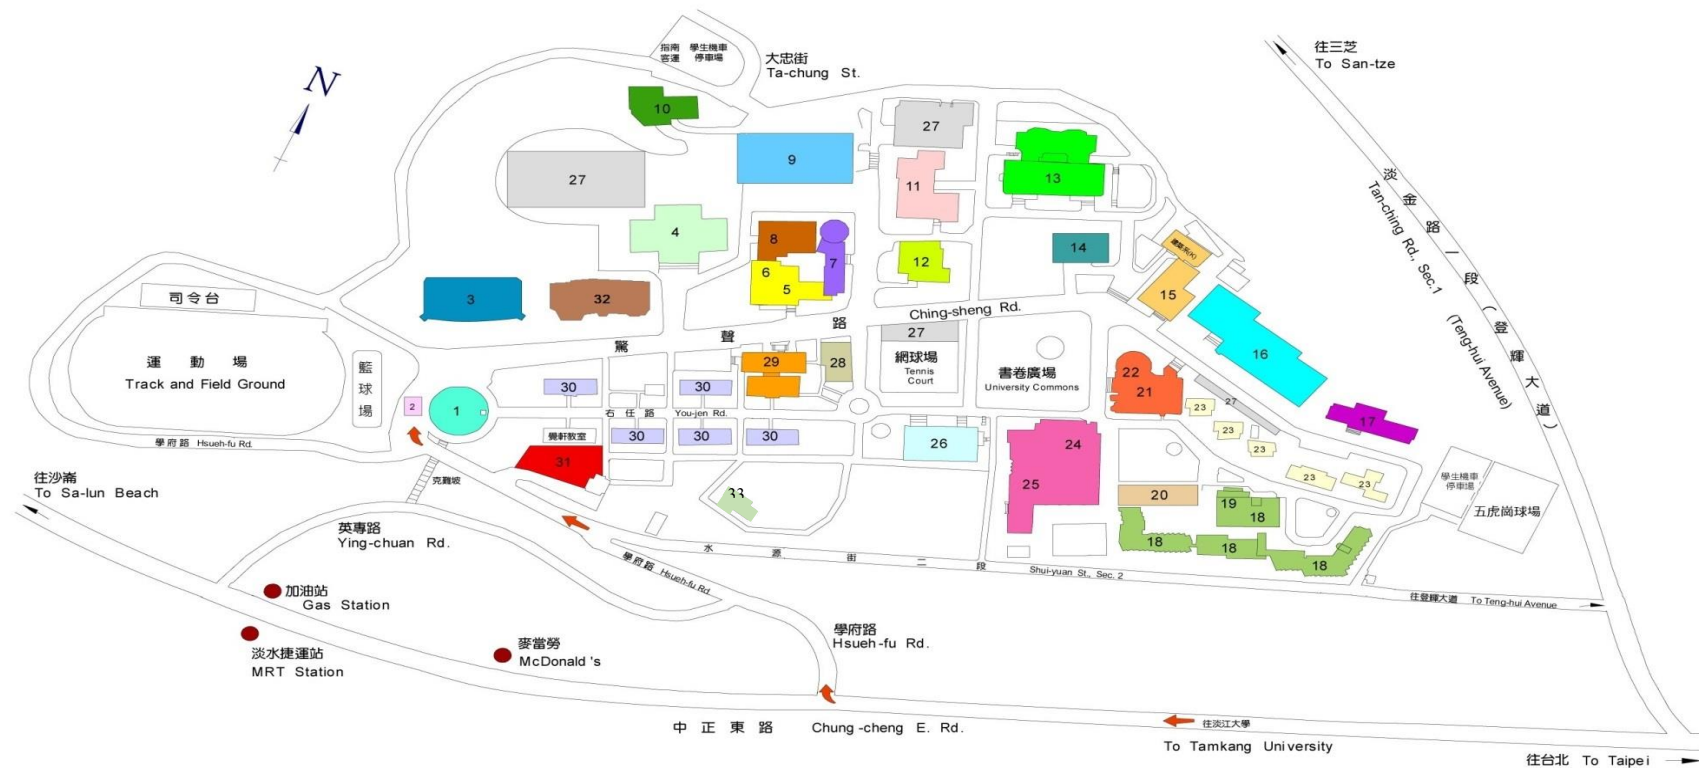 指南
客運
學生機車
停車場
大忠街
Ta-chung St.
往三芝
To San-tze
N
10
27
9
27
11
13
淡金路一段(登輝大道)
Tan-ching Rd., Sec.1 (Teng-hui Avenue)
4
8
7
6
5
12
14
建築系(K)
15
16
3
32
司令台
驚聲路
Ching-sheng Rd.
運動場
Track and Field Ground
籃球場
27
網球場
Tennis
Court
書卷廣場
University Commons
29
28
30
30
22
21
2
1
右任路 You-jen Rd.
23
27
17
覺軒教室
30
30
30
26
24
23
23
學府路 Hsueh-fu Rd.
31
25
23
23
學生機車
停車場
五虎崗球場
克難坡
33
20
19
18
18
18
18
往沙崙
To Sa-lun Beach
英專路
Ying-chuan Rd.
水源街二段
Shui-yuan St., Sec. 2
學府路 Hsueh-fu Rd.
往登輝大道 To Teng-hui Avenue
加油站
Gas Station
淡水捷運站
MRT Station
麥當勞
McDonald 's
學府路
Hsueh-fu Rd.
中正東路 Chung-cheng E. Rd.
往淡江大學
To Tamkang University
往台北 To Taipei